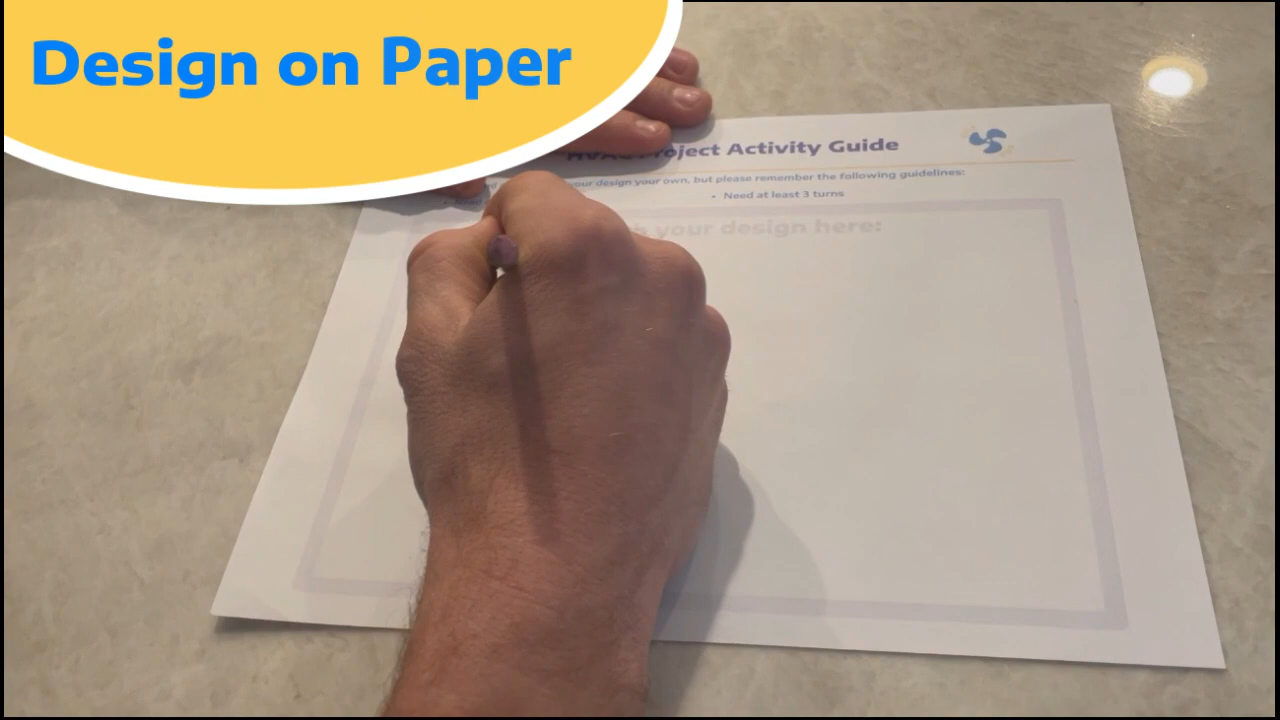 Design on Paper
HVAC Project Activity Guide
your design your own, but please remember the following guidelines:
• Need at least 3 turns
your design here: